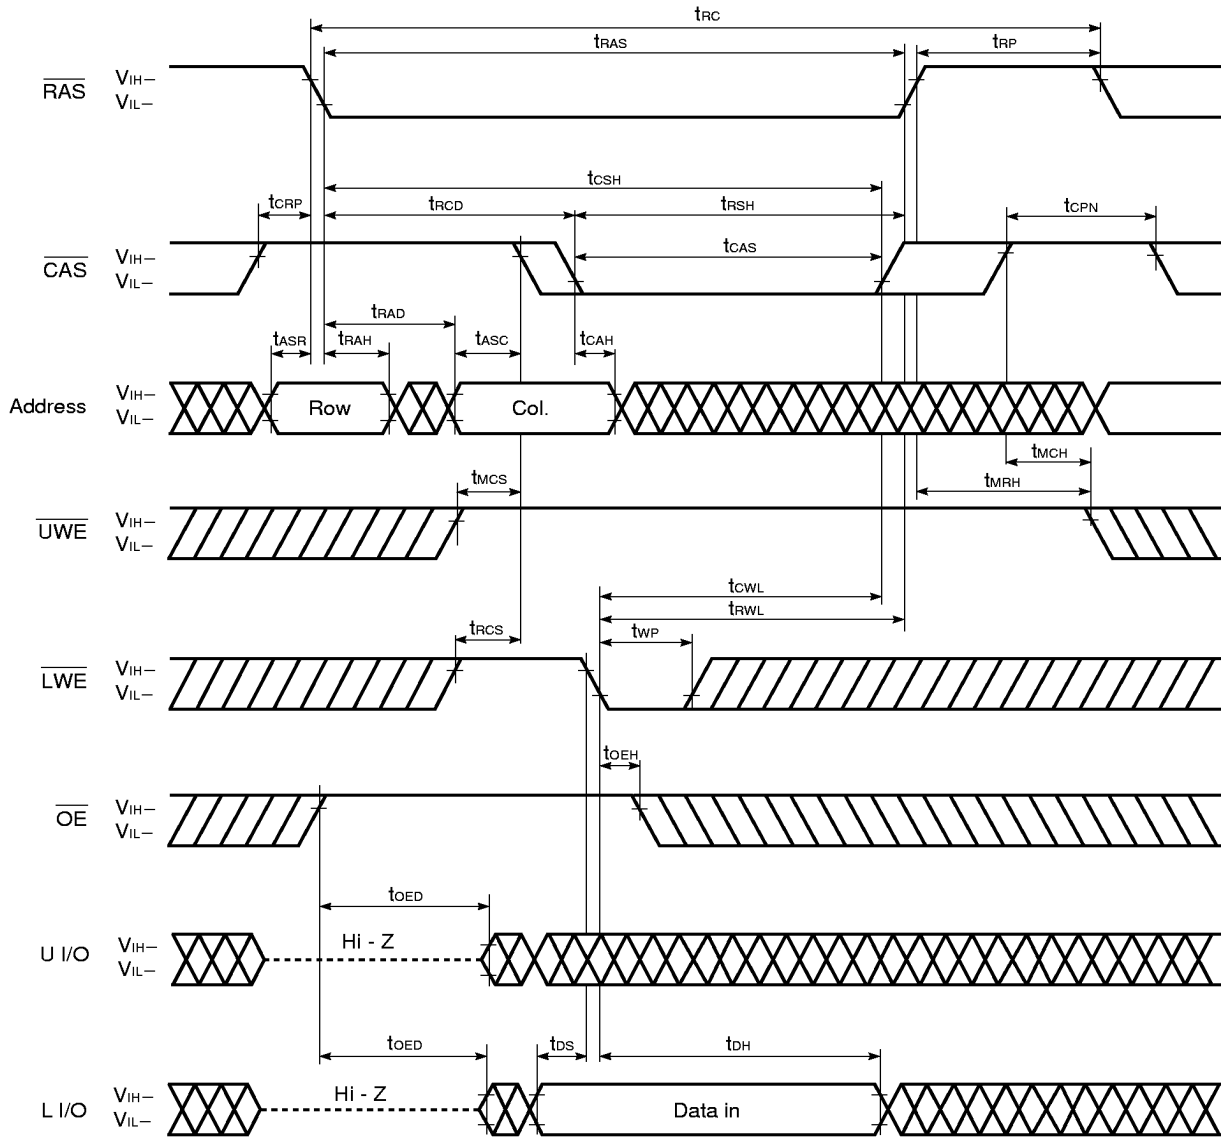 tRC
tRAS
tRP
RAS
VIH–
VIL–
tCSH
tCRP
tRCD
tRSH
tCPN
tCAS
CAS
VIH–
VIL–
tRAD
tASR
tRAH
tASC
tCAH
Address
VIH–
VIL–
Row
Col.
tMCH
tMCS
tMRH
UWE
VIH–
VIL–
tCWL
tRWL
tRCS
tWP
LWE
VIH–
VIL–
tOEH
OE
VIH–
VIL–
tOED
U I/O
VIH–
VIL–
Hi - Z
tOED
tDS
tDH
L I/O
VIH–
VIL–
Hi - Z
Data in